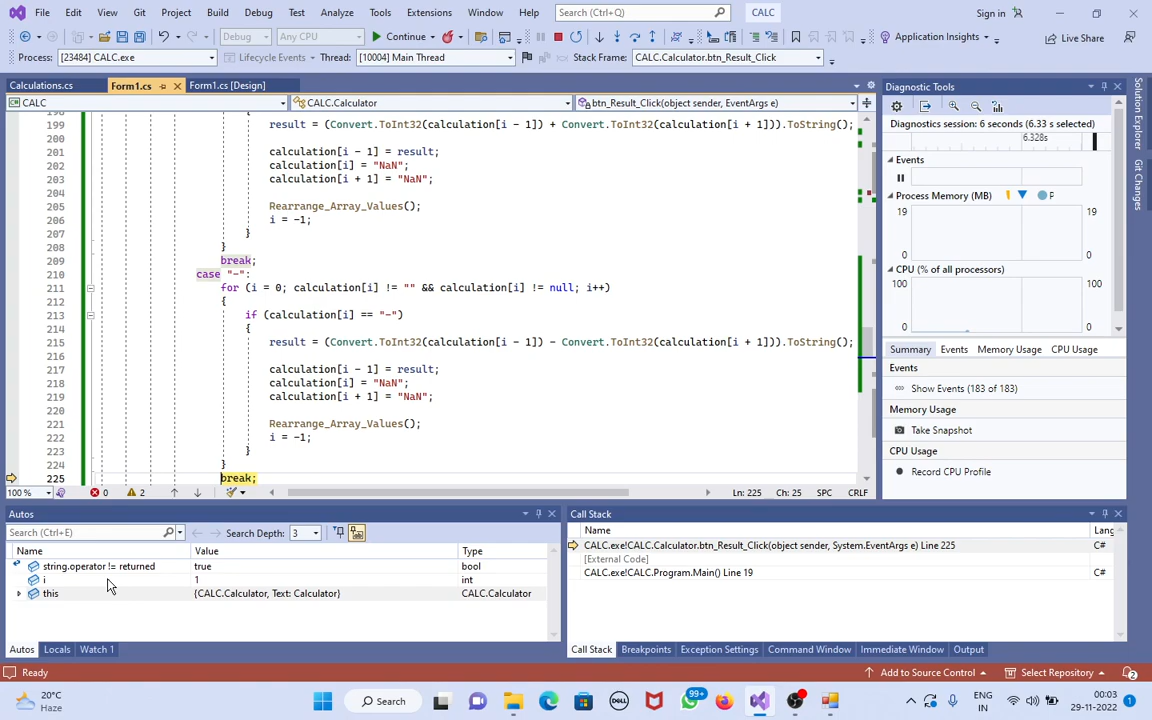 File Edit View Git Project Build Debug Test Analyze Tools Extensions Window Help Search (Ctrl+Q) CALC Sign in
Debug Any CPU Continue Application Insights Live Share
Process: [23484] CALC.exe Lifecycle Events Thread: [10004] Main Thread Stack Frame: CALC.Calculator.btn_Result_Click
Calculations.cs Form1.cs Form1.cs [Design]
CALC CALC.Calculator btn_Result_Click(object sender, EventArgs e)
198 {
199 result = (Convert.ToInt32(calculation[i - 1]) + Convert.ToInt32(calculation[i + 1])).ToString();
200
201 calculation[i - 1] = result;
202 calculation[i] = "NaN";
203 calculation[i + 1] = "NaN";
204
205 Rearrange_Array_Values();
206 i = -1;
207 }
208 }
209 break;
210 case "-":
211 for (i = 0; calculation[i] != "" && calculation[i] != null; i++)
212 {
213 if (calculation[i] == "-")
214 {
215 result = (Convert.ToInt32(calculation[i - 1]) - Convert.ToInt32(calculation[i + 1])).ToString();
216
217 calculation[i - 1] = result;
218 calculation[i] = "NaN";
219 calculation[i + 1] = "NaN";
220
221 Rearrange_Array_Values();
222 i = -1;
223 }
224 }
225 break;
100 % 0 2 Ln: 225 Ch: 25 SPC CRLF
Diagnostic Tools
Diagnostics session: 6 seconds (6.33 s selected)
6.328s
Events
Process Memory (MB) P
19 19
0 0
CPU (% of all processors)
100 100
0 0
Summary Events Memory Usage CPU Usage
Events
Show Events (183 of 183)
Memory Usage
Take Snapshot
CPU Usage
Record CPU Profile
Solution Explorer
Git Changes
Autos
Search (Ctrl+E) Search Depth: 3
Name Value Type
string.operator != returned true bool
i 1 int
this {CALC.Calculator, Text: Calculator} CALC.Calculator
Autos Locals Watch 1
Call Stack
Name Lang
CALC.exe!CALC.Calculator.btn_Result_Click(object sender, System.EventArgs e) Line 225 C#
[External Code]
CALC.exe!CALC.Program.Main() Line 19 C#
Call Stack Breakpoints Exception Settings Command Window Immediate Window Output
Ready Add to Source Control Select Repository 2
20°C
Haze
Search
DELL
99+
ENG
IN
00:03
29-11-2022
1